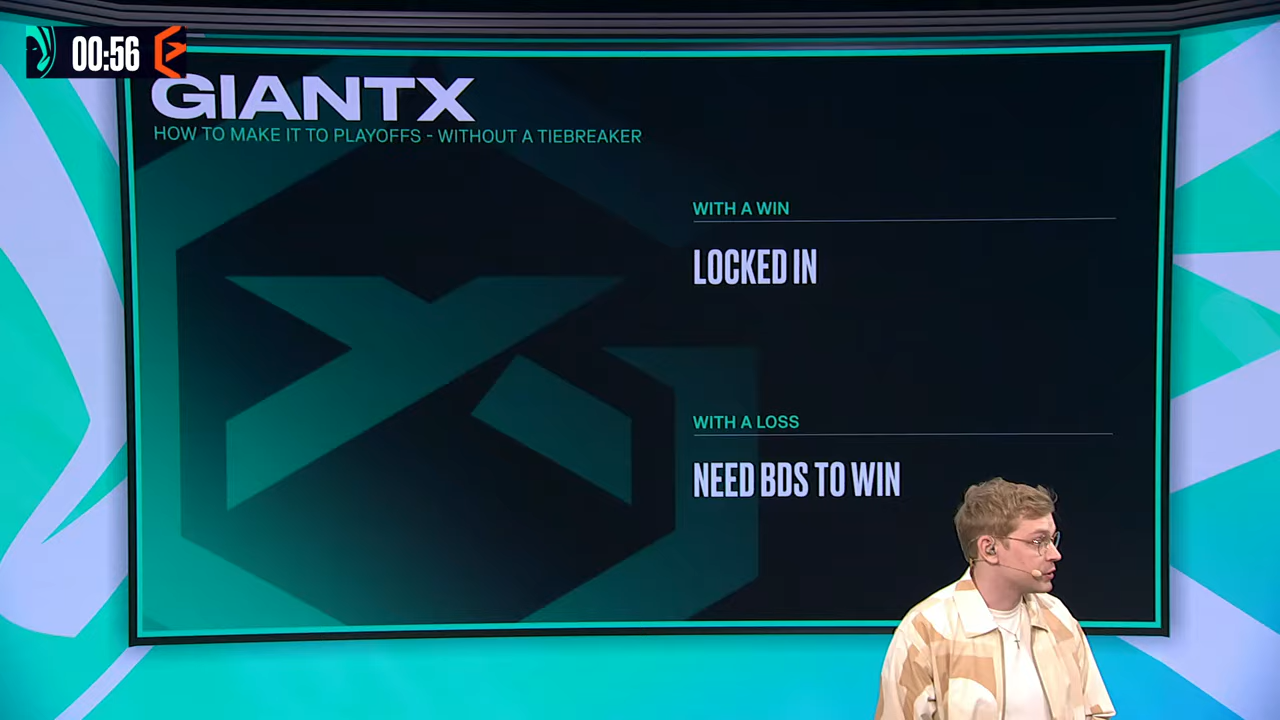 00:56
GIANTX
HOW TO MAKE IT TO PLAYOFFS - WITHOUT A TIEBREAKER
WITH A WIN
LOCKED IN
WITH A LOSS
NEED BDS TO WIN